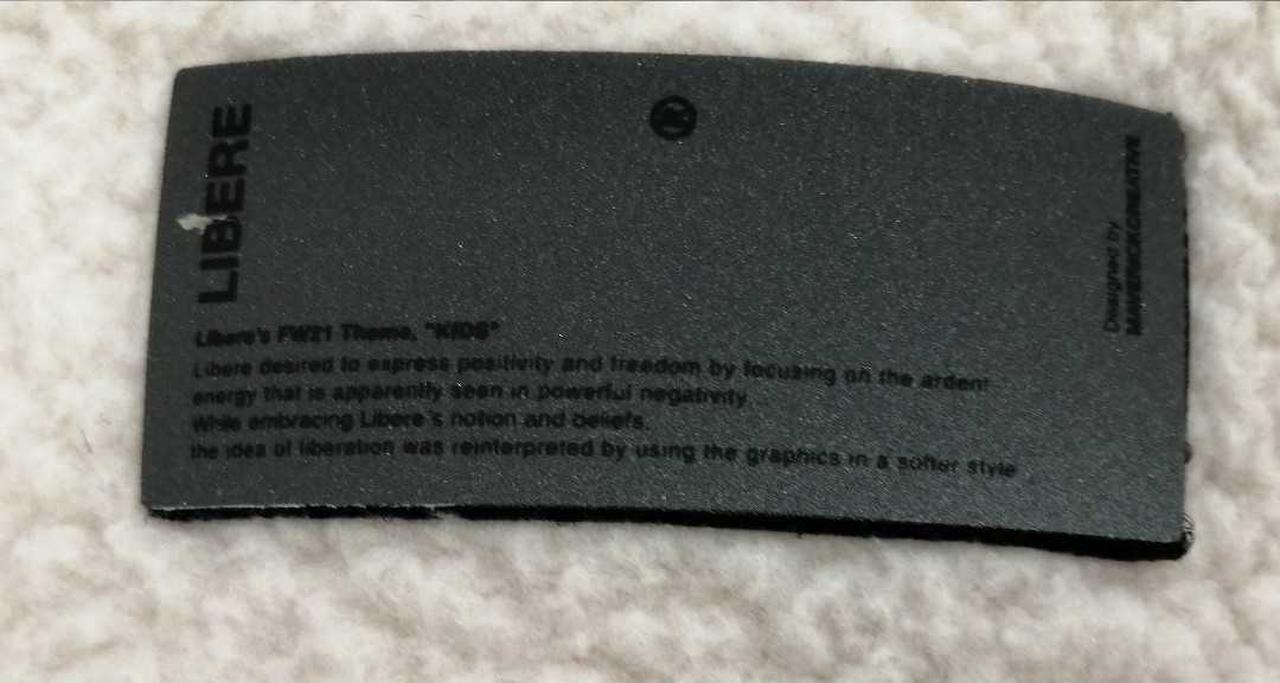 LIBERE
Libere's FW21 Theme, "KIDS"
Libere desired to express positivity and freedom by focusing on the ardent
energy that is apparently seen in powerful negativity.
While embracing Libere's notion and beliefs,
the idea of liberation was reinterpreted by using the graphics in a softer style
Designed by
MAVERICKCREATIVE